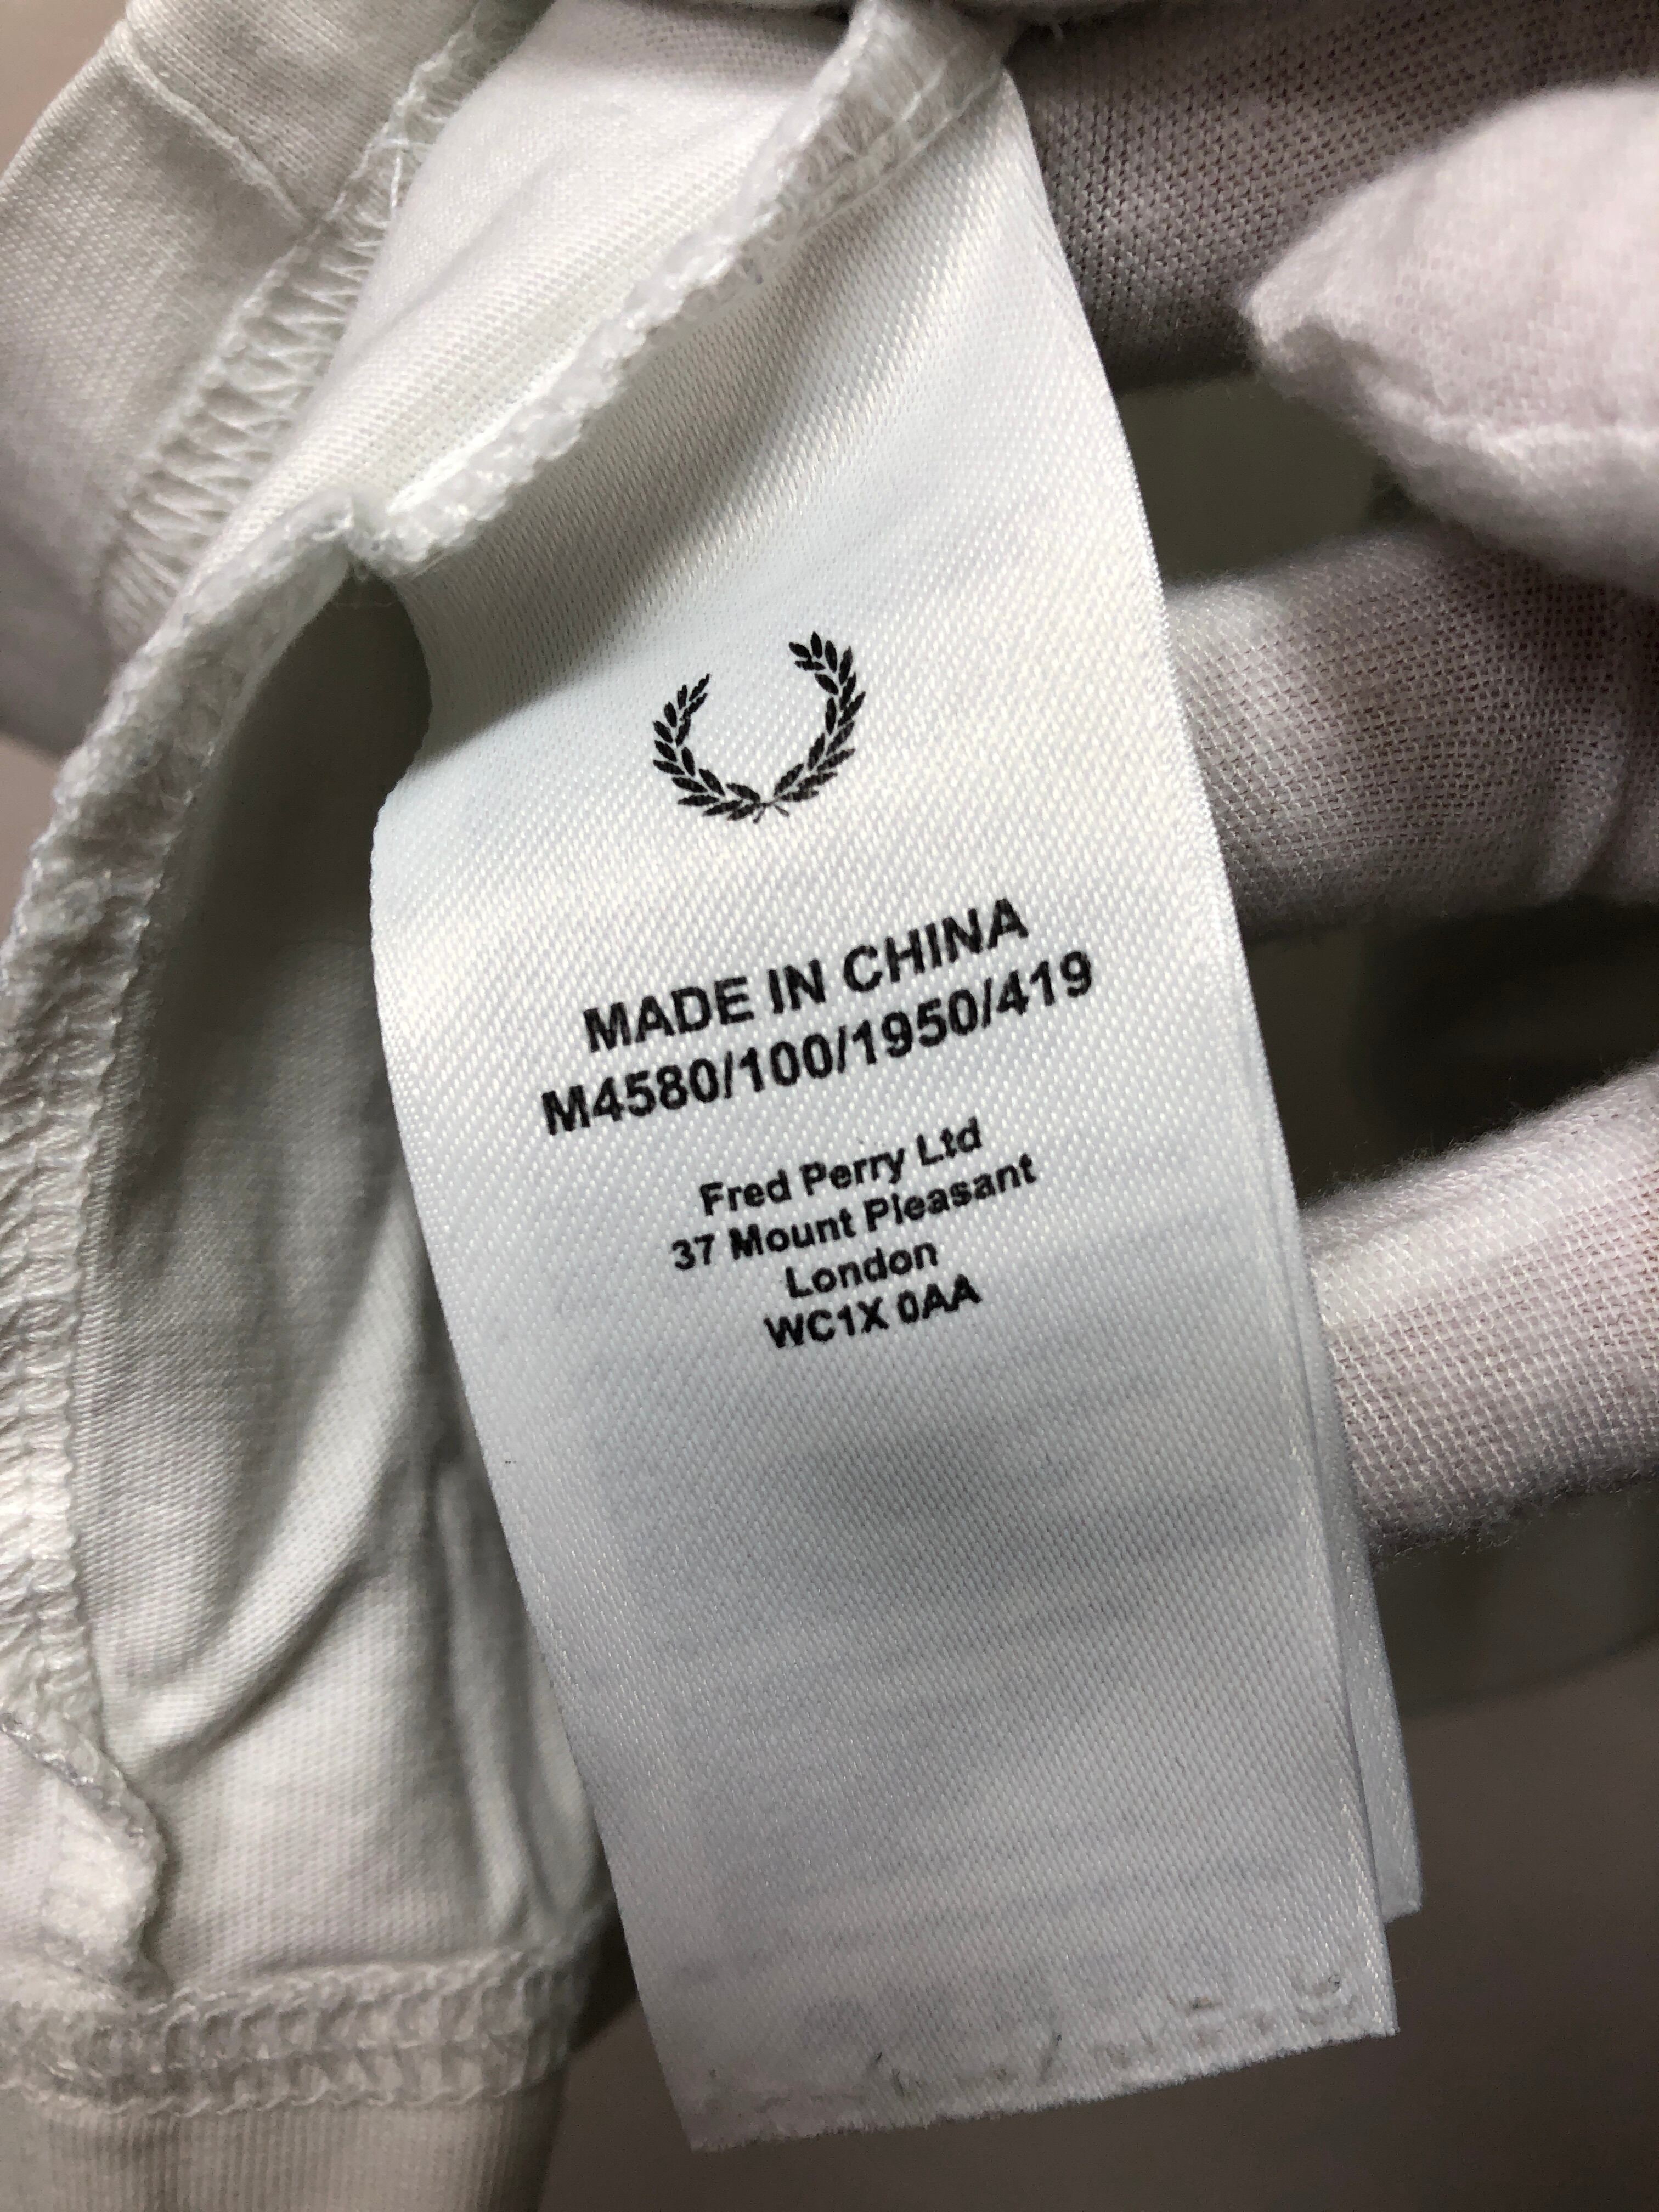 MADE IN CHINA
M4580/100/1950/419
Fred Perry Ltd
37 Mount Pleasant
London
WC1X 0AA